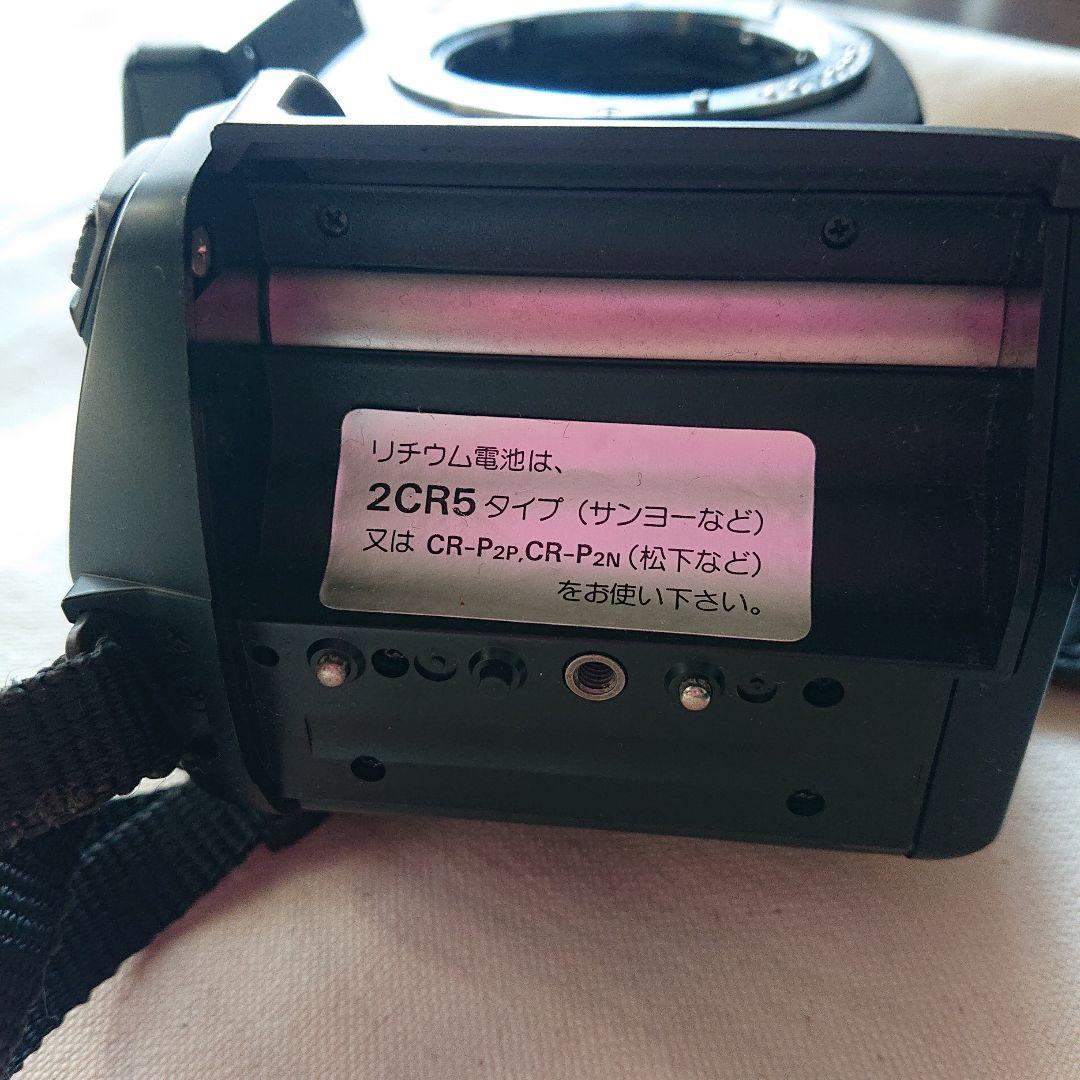 リチウム電池は、
2CR5タイプ（サンヨーなど）
又は CR-P2P,CR-P2N（松下など）
をお使い下さい。